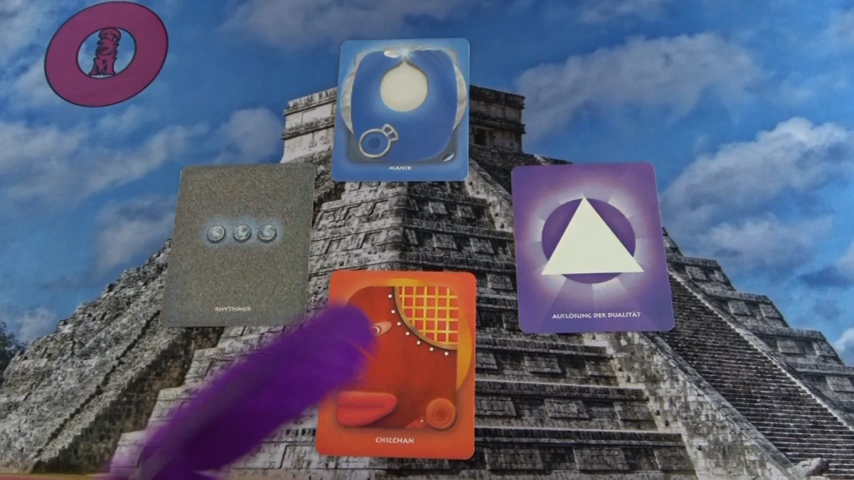 MANIK
RHYTHMUS
AUFLÖSUNG DER DUALITÄT
CHICCHAN